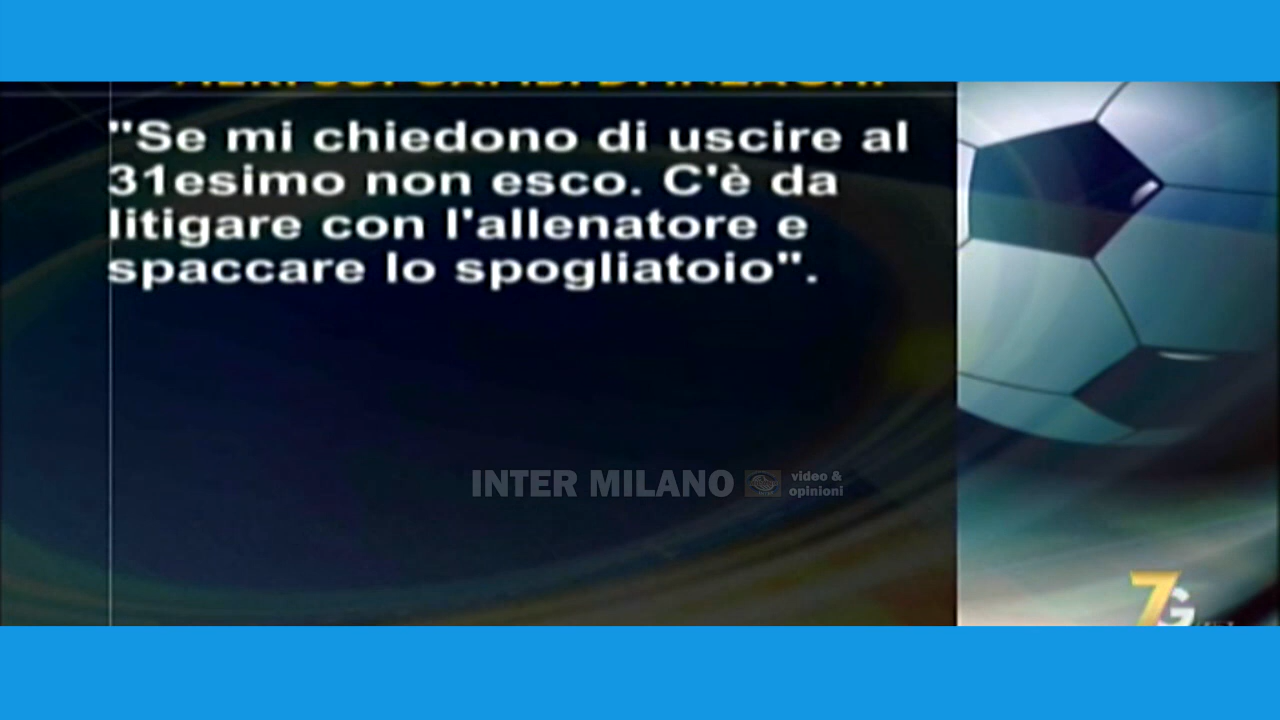 "Se mi chiedono di uscire al
31esimo non esco. C'è da
litigare con l'allenatore e
spaccare lo spogliatoio".
INTER MILANO
video &
opinioni
7G